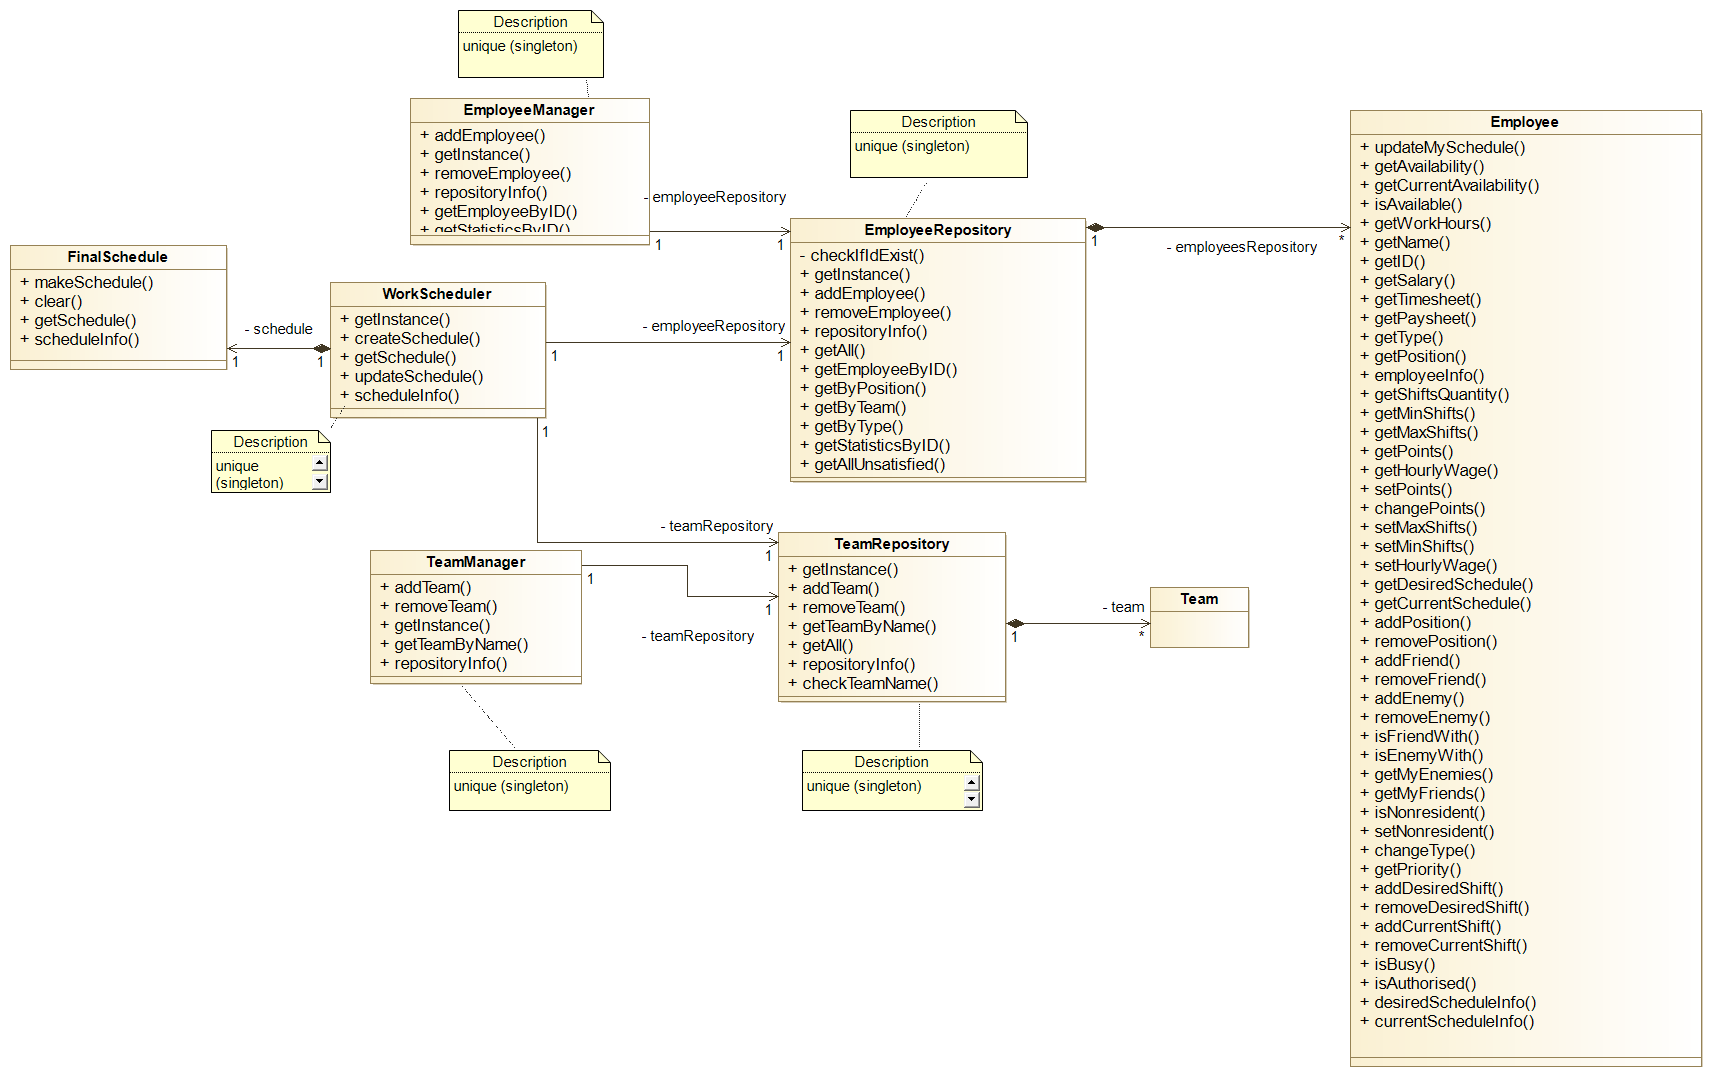 Description
unique (singleton)
EmployeeManager
+ addEmployee()
+ getInstance()
+ removeEmployee()
+ repositoryInfo()
+ getEmployeeByID()
+ getStatisticsByID()
- employeeRepository
1
1
Description
unique (singleton)
EmployeeRepository
- checkIfIdExist()
+ getInstance()
+ addEmployee()
+ removeEmployee()
+ repositoryInfo()
+ getAll()
+ getEmployeeByID()
+ getByPosition()
+ getByTeam()
+ getByType()
+ getStatisticsByID()
+ getAllUnsatisfied()
1
- employeesRepository
*
Employee
+ updateMySchedule()
+ getAvailability()
+ getCurrentAvailability()
+ isAvailable()
+ getWorkHours()
+ getName()
+ getID()
+ getSalary()
+ getTimesheet()
+ getPaysheet()
+ getType()
+ getPosition()
+ employeeInfo()
+ getShiftsQuantity()
+ getMinShifts()
+ getMaxShifts()
+ getPoints()
+ getHourlyWage()
+ setPoints()
+ changePoints()
+ setMaxShifts()
+ setMinShifts()
+ setHourlyWage()
+ getDesiredSchedule()
+ getCurrentSchedule()
+ addPosition()
+ removePosition()
+ addFriend()
+ removeFriend()
+ addEnemy()
+ removeEnemy()
+ isFriendWith()
+ isEnemyWith()
+ getMyEnemies()
+ getMyFriends()
+ isNonresident()
+ setNonresident()
+ changeType()
+ getPriority()
+ addDesiredShift()
+ removeDesiredShift()
+ addCurrentShift()
+ removeCurrentShift()
+ isBusy()
+ isAuthorised()
+ desiredScheduleInfo()
+ currentScheduleInfo()
FinalSchedule
+ makeSchedule()
+ clear()
+ getSchedule()
+ scheduleInfo()
- schedule
1
1
WorkScheduler
+ getInstance()
+ createSchedule()
+ getSchedule()
+ updateSchedule()
+ scheduleInfo()
- employeeRepository
1
1
Description
unique
(singleton)
1
- teamRepository
1
TeamManager
+ addTeam()
+ removeTeam()
+ getInstance()
+ getTeamByName()
+ repositoryInfo()
1
1
- teamRepository
TeamRepository
+ getInstance()
+ addTeam()
+ removeTeam()
+ getTeamByName()
+ getAll()
+ repositoryInfo()
+ checkTeamName()
1
- team
*
Team
Description
unique (singleton)
Description
unique (singleton)